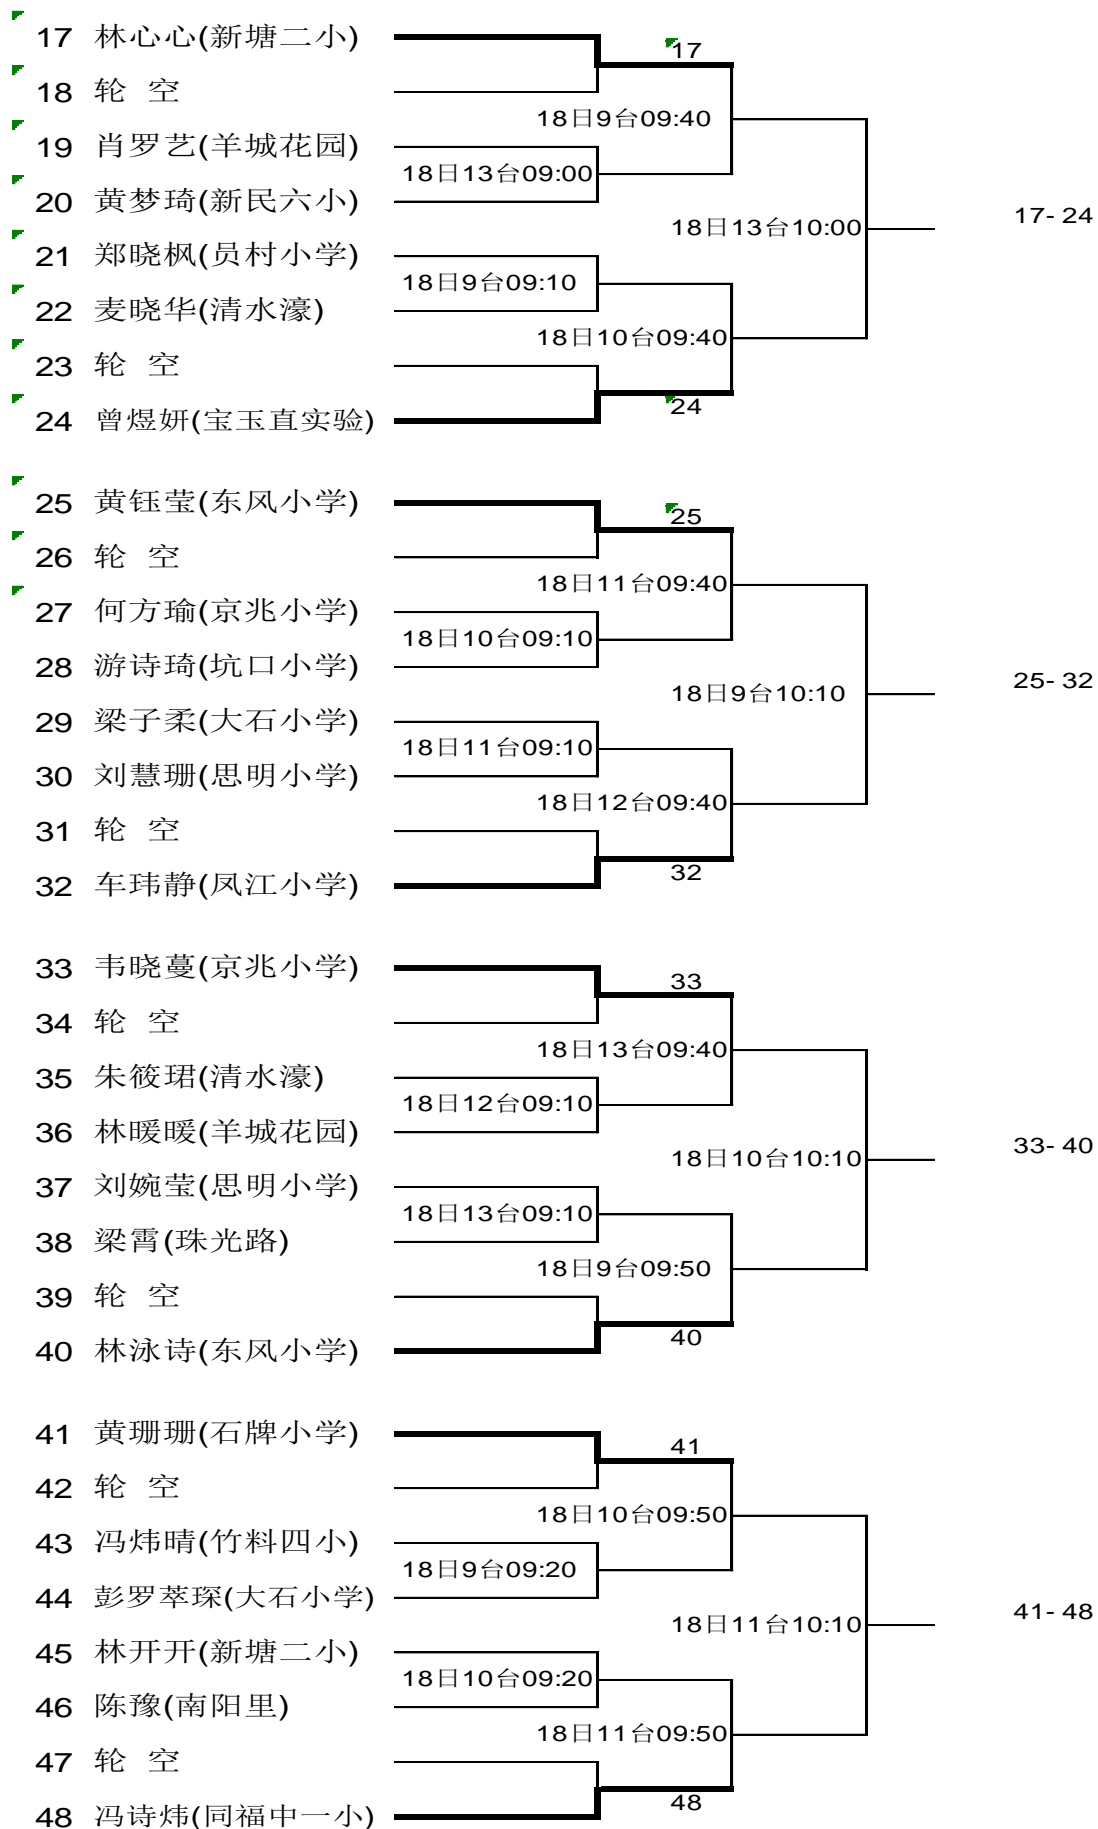 17 林心心(新塘二小)
17
18 轮 空
18日9台09:40
19 肖罗艺(羊城花园)
18日13台09:00
20 黄梦琦(新民六小)
17-24
18日13台10:00
21 郑晓枫(员村小学)
18日9台09:10
22 麦晓华(清水濠)
18日10台09:40
23 轮 空
24
24 曾煜妍(宝玉直实验)
25 黄钰莹(东风小学)
25
26 轮 空
18日11台09:40
27 何方瑜(京兆小学)
18日10台09:10
28 游诗琦(坑口小学)
25-32
18日9台10:10
29 梁子柔(大石小学)
18日11台09:10
30 刘慧珊(思明小学)
18日12台09:40
31 轮 空
32
32 车玮静(凤江小学)
33 韦晓蔓(京兆小学)
33
34 轮 空
18日13台09:40
35 朱筱珺(清水濠)
18日12台09:10
36 林暖暖(羊城花园)
33-40
18日10台10:10
37 刘婉莹(思明小学)
18日13台09:10
38 梁霄(珠光路)
18日9台09:50
39 轮 空
40
40 林泳诗(东风小学)
41 黄珊珊(石牌小学)
41
42 轮 空
18日10台09:50
43 冯炜晴(竹料四小)
18日9台09:20
44 彭罗萃琛(大石小学)
41-48
18日11台10:10
45 林开开(新塘二小)
18日10台09:20
46 陈豫(南阳里)
18日11台09:50
47 轮 空
48
48 冯诗炜(同福中一小)